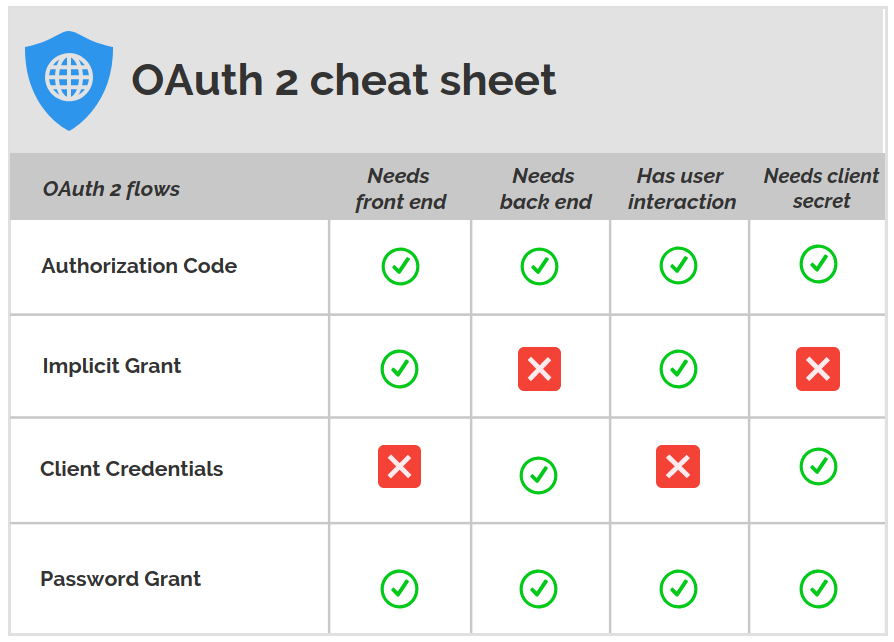 OAuth 2 cheat sheet
OAuth 2 flows
Needs
front end
Needs
back end
Has user
interaction
Needs client
secret
Authorization Code
Implicit Grant
Client Credentials
Password Grant